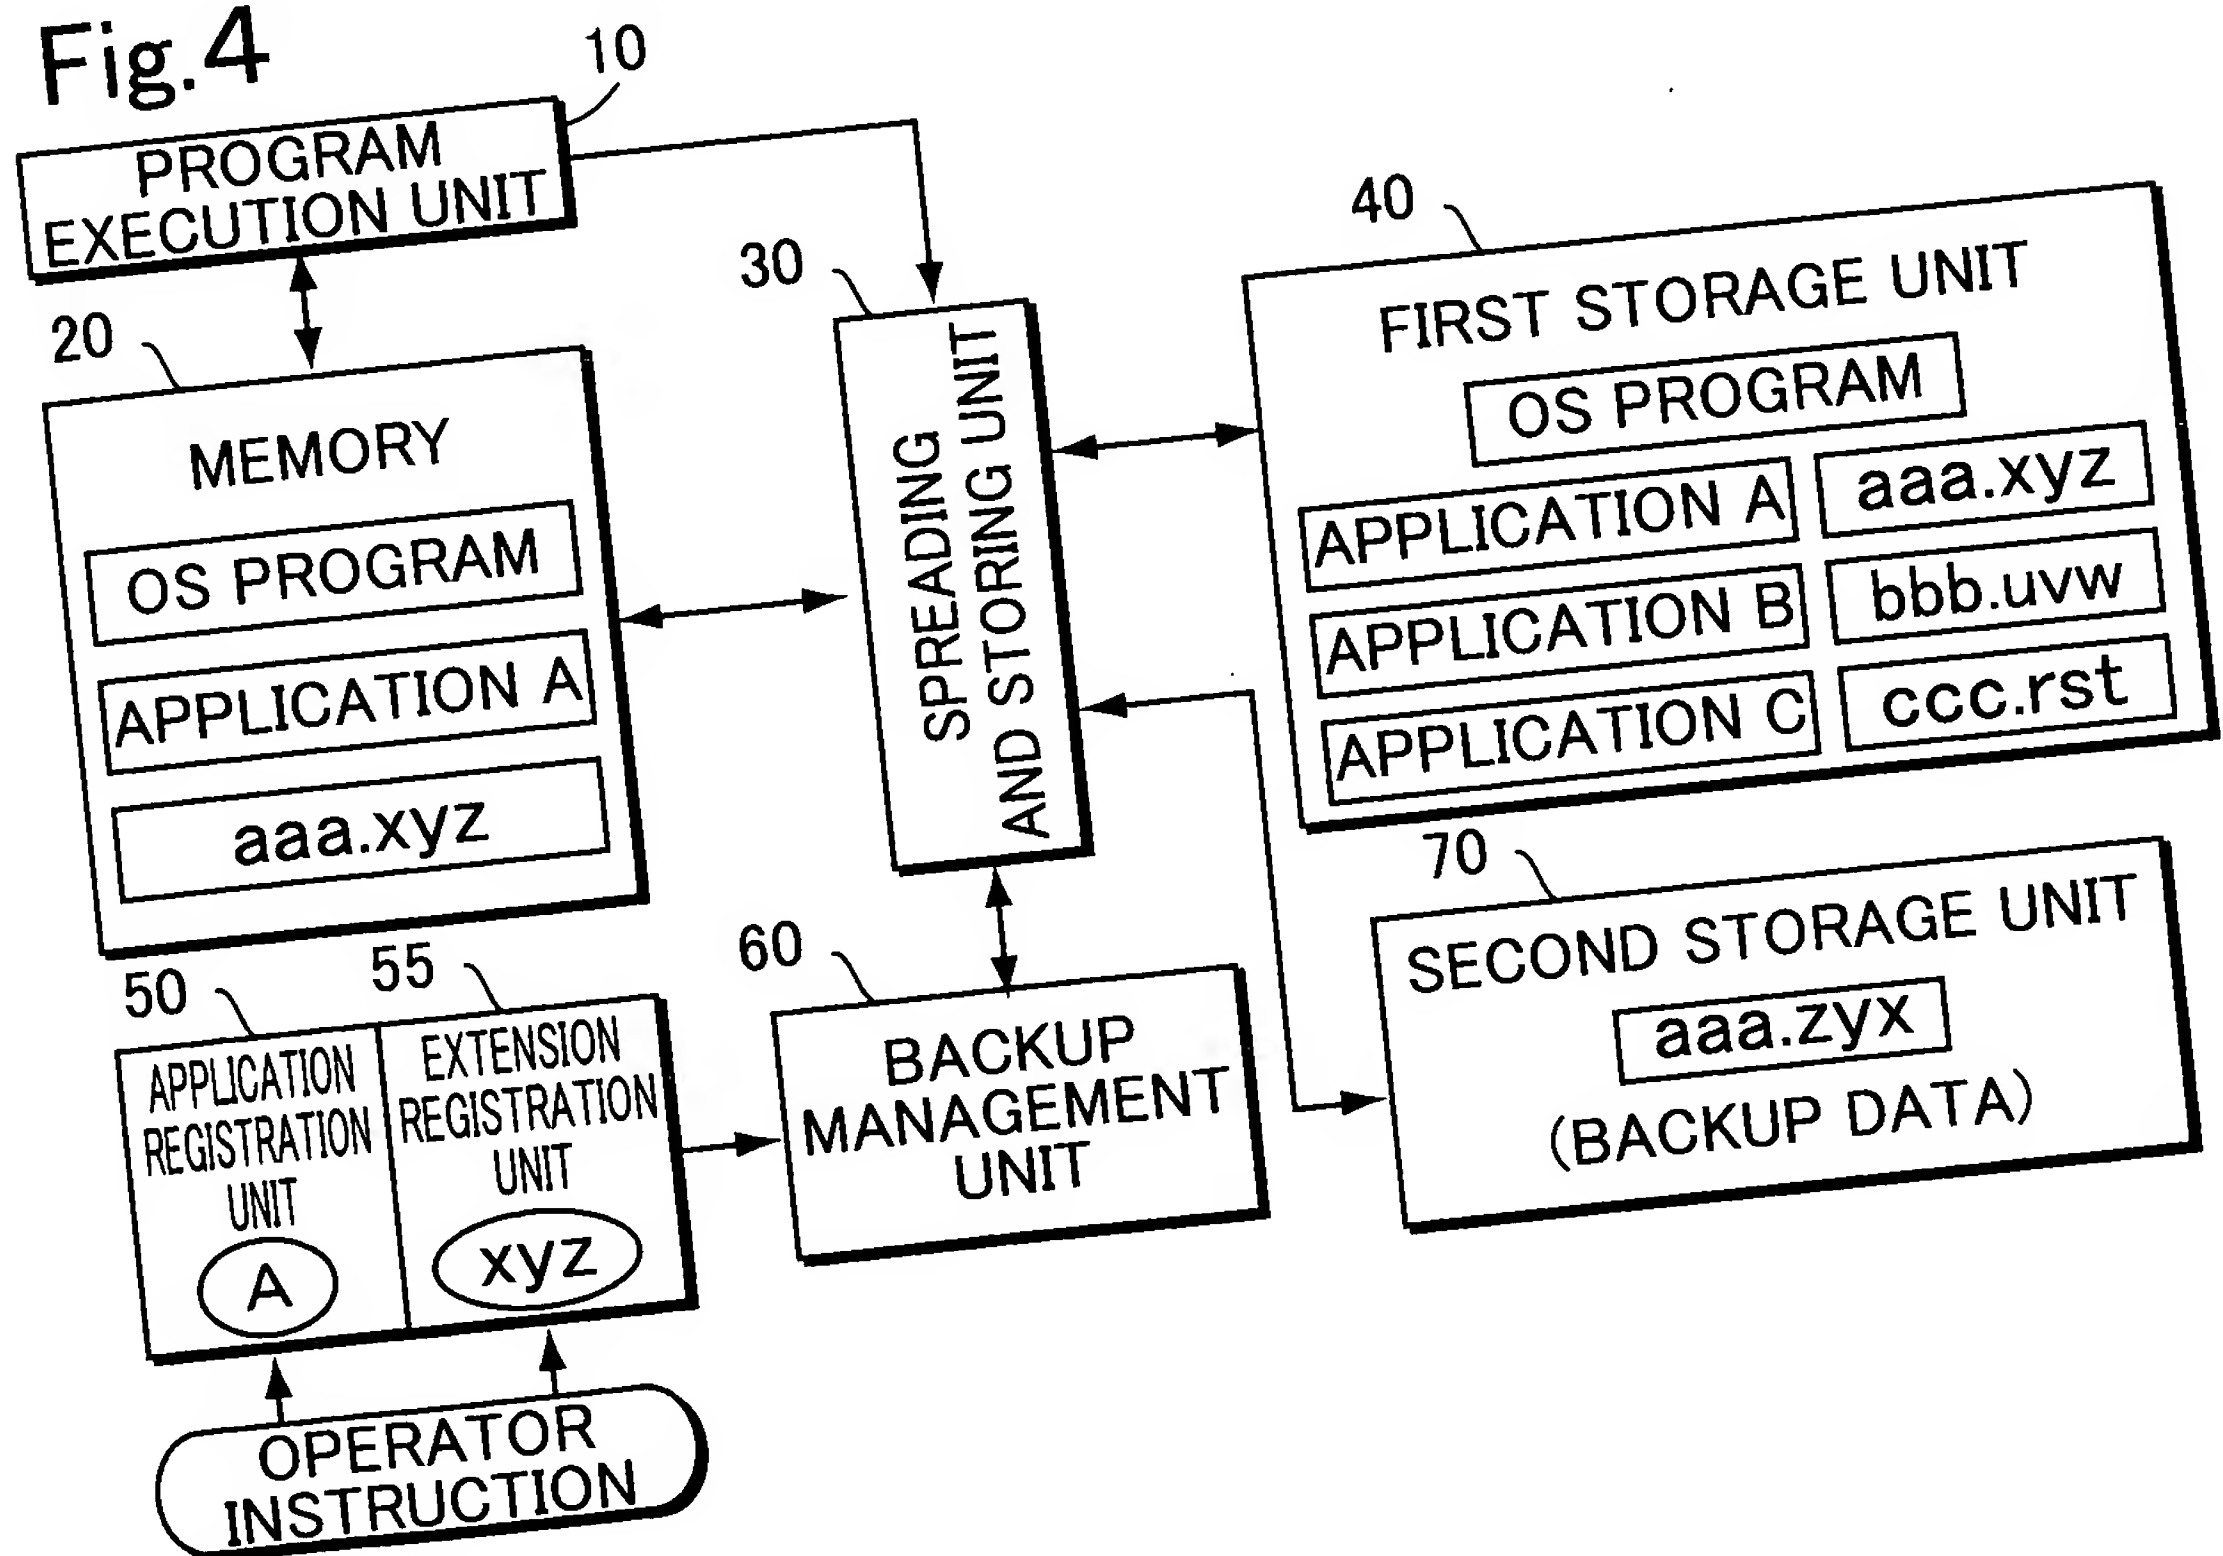 Fig.4
10
PROGRAM
EXECUTION UNIT
20
MEMORY
OS PROGRAM
APPLICATION A
aaa.xyz
30
SPREADING
AND STORING UNIT
40
FIRST STORAGE UNIT
OS PROGRAM
APPLICATION A
aaa.xyz
APPLICATION B
bbb.uvw
APPLICATION C
ccc.rst
50
APPLICATION
REGISTRATION
UNIT
A
55
EXTENSION
REGISTRATION
UNIT
xyz
60
BACKUP
MANAGEMENT
UNIT
70
SECOND STORAGE UNIT
aaa.zyx
(BACKUP DATA)
OPERATOR
INSTRUCTION